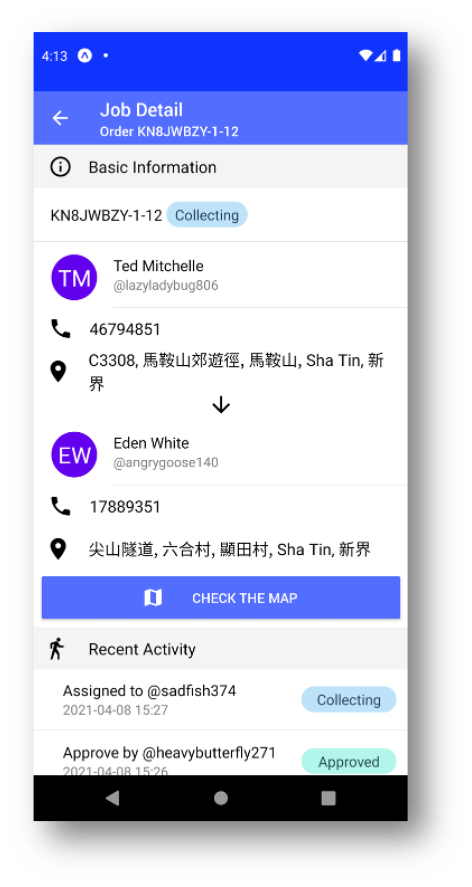 4:13
Job Detail
Order KN8JWBZY-1-12
Basic Information
KN8JWBZY-1-12 Collecting
TM
Ted Mitchelle
@lazyladybug806
46794851
C3308, 馬鞍山郊遊徑, 馬鞍山, Sha Tin, 新
界
EW
Eden White
@angrygoose140
17889351
尖山隧道, 六合村, 顯田村, Sha Tin, 新界
CHECK THE MAP
Recent Activity
Assigned to @sadfish374
2021-04-08 15:27
Collecting
Approve by @heavybutterfly271
2021-04-08 15:26
Approved